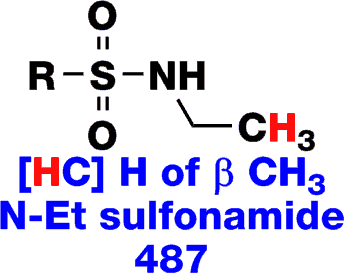 O
R–S–NH
O
CH₃
[HC] H of β CH₃
N-Et sulfonamide
487